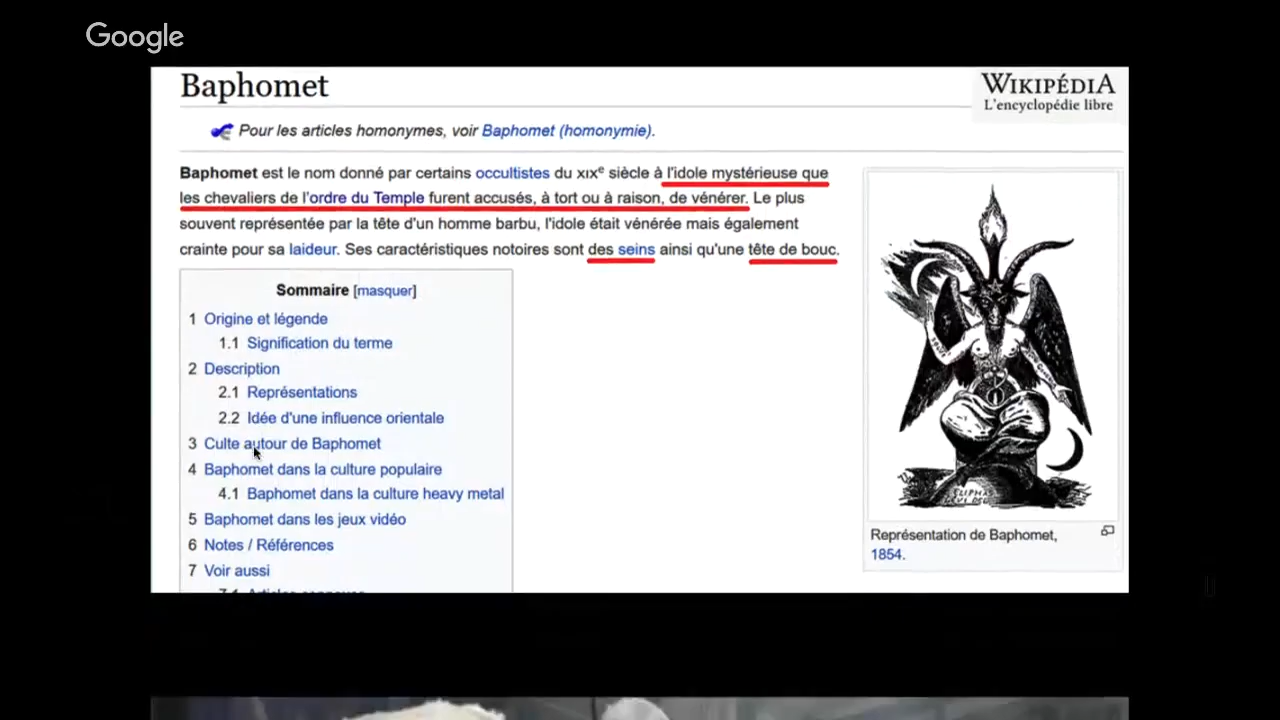 Google
Baphomet
WIKIPÉDIA
L'encyclopédie libre
Pour les articles homonymes, voir Baphomet (homonymie).
Baphomet est le nom donné par certains occultistes du XIXe siècle à l'idole mystérieuse que
les chevaliers de l'ordre du Temple furent accusés, à tort ou à raison, de vénérer. Le plus
souvent représentée par la tête d'un homme barbu, l'idole était vénérée mais également
crainte pour sa laideur. Ses caractéristiques notoires sont des seins ainsi qu'une tête de bouc.
Sommaire [masquer]
1 Origine et légende
1.1 Signification du terme
2 Description
2.1 Représentations
2.2 Idée d'une influence orientale
3 Culte autour de Baphomet
4 Baphomet dans la culture populaire
4.1 Baphomet dans la culture heavy metal
5 Baphomet dans les jeux vidéo
6 Notes / Références
7 Voir aussi
Représentation de Baphomet,
1854.